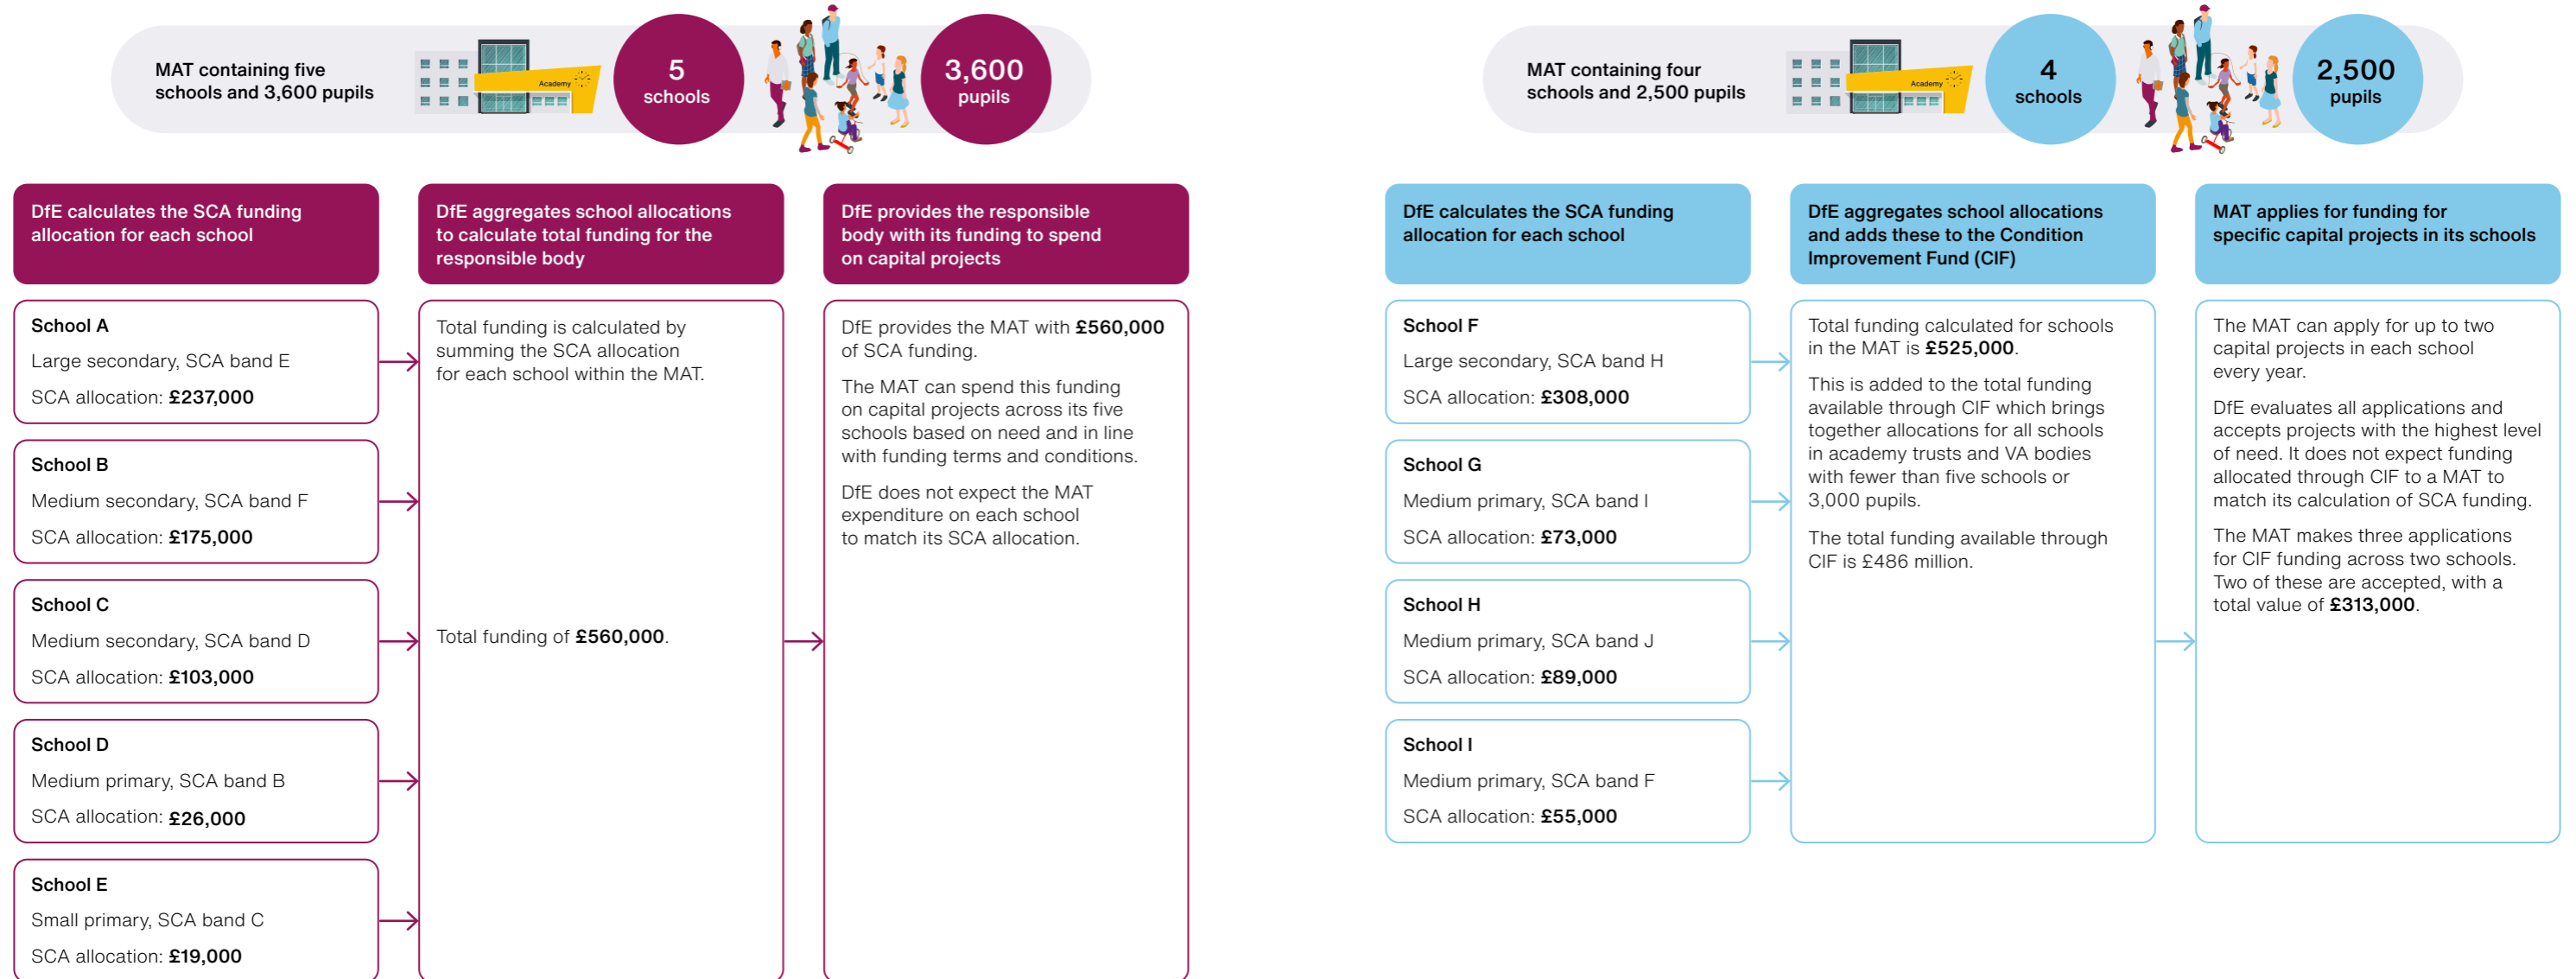 MAT containing five
schools and 3,600 pupils
Academy
5
schools
3,600
pupils
DfE calculates the SCA funding
allocation for each school
DfE aggregates school allocations
to calculate total funding for the
responsible body
DfE provides the responsible
body with its funding to spend
on capital projects
School A
Large secondary, SCA band E
SCA allocation: £237,000
School B
Medium secondary, SCA band F
SCA allocation: £175,000
School C
Medium secondary, SCA band D
SCA allocation: £103,000
School D
Medium primary, SCA band B
SCA allocation: £26,000
School E
Small primary, SCA band C
SCA allocation: £19,000
Total funding is calculated by
summing the SCA allocation
for each school within the MAT.
Total funding of £560,000.
DfE provides the MAT with £560,000
of SCA funding.
The MAT can spend this funding
on capital projects across its five
schools based on need and in line
with funding terms and conditions.
DfE does not expect the MAT
expenditure on each school
to match its SCA allocation.
MAT containing four
schools and 2,500 pupils
Academy
4
schools
2,500
pupils
DfE calculates the SCA funding
allocation for each school
DfE aggregates school allocations
and adds these to the Condition
Improvement Fund (CIF)
MAT applies for funding for
specific capital projects in its schools
School F
Large secondary, SCA band H
SCA allocation: £308,000
School G
Medium primary, SCA band I
SCA allocation: £73,000
School H
Medium primary, SCA band J
SCA allocation: £89,000
School I
Medium primary, SCA band F
SCA allocation: £55,000
Total funding calculated for schools
in the MAT is £525,000.
This is added to the total funding
available through CIF which brings
together allocations for all schools
in academy trusts and VA bodies
with fewer than five schools or
3,000 pupils.
The total funding available through
CIF is £486 million.
The MAT can apply for up to two
capital projects in each school
every year.
DfE evaluates all applications and
accepts projects with the highest level
of need. It does not expect funding
allocated through CIF to a MAT to
match its calculation of SCA funding.
The MAT makes three applications
for CIF funding across two schools.
Two of these are accepted, with a
total value of £313,000.